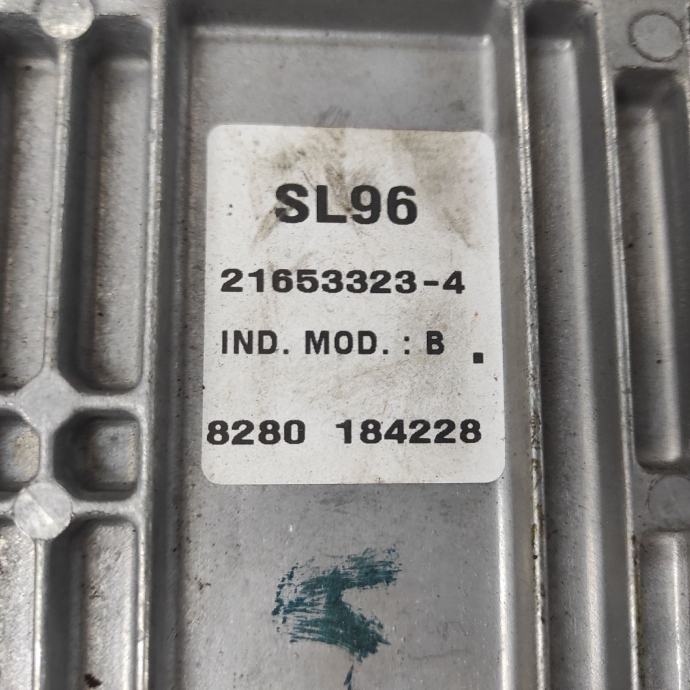 SL96
21653323-4
IND. MOD. : B .
8280 184228